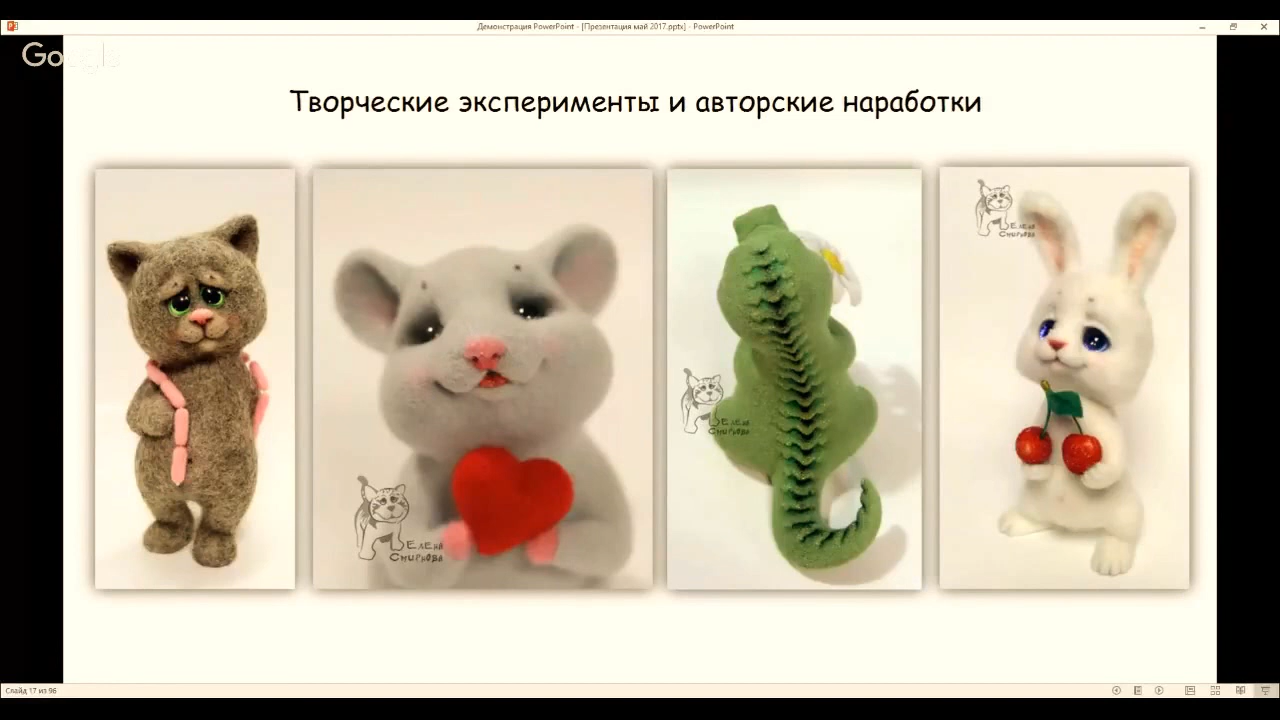 Демонстрация PowerPoint - [Презентация май 2017.pptx] - PowerPoint
Google
Творческие эксперименты и авторские наработки
Елена
Смирнова
Елена
Смирнова
Елена
Смирнова
Слайд 17 из 96